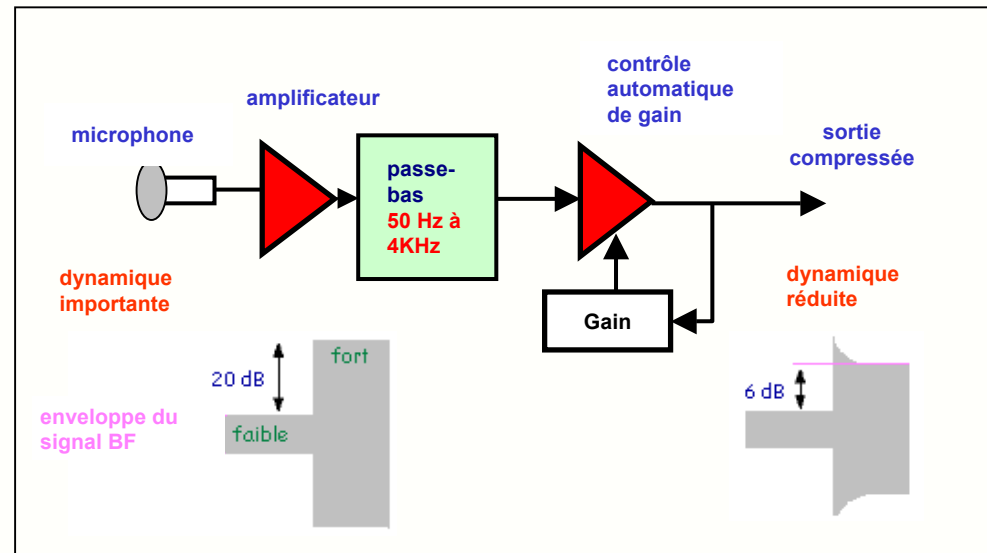 contrôle
automatique
de gain
amplificateur
microphone
sortie
compressée
passe-
bas
50 Hz à
4KHz
dynamique
importante
dynamique
réduite
Gain
fort
20 dB
6 dB
enveloppe du
signal BF
faible